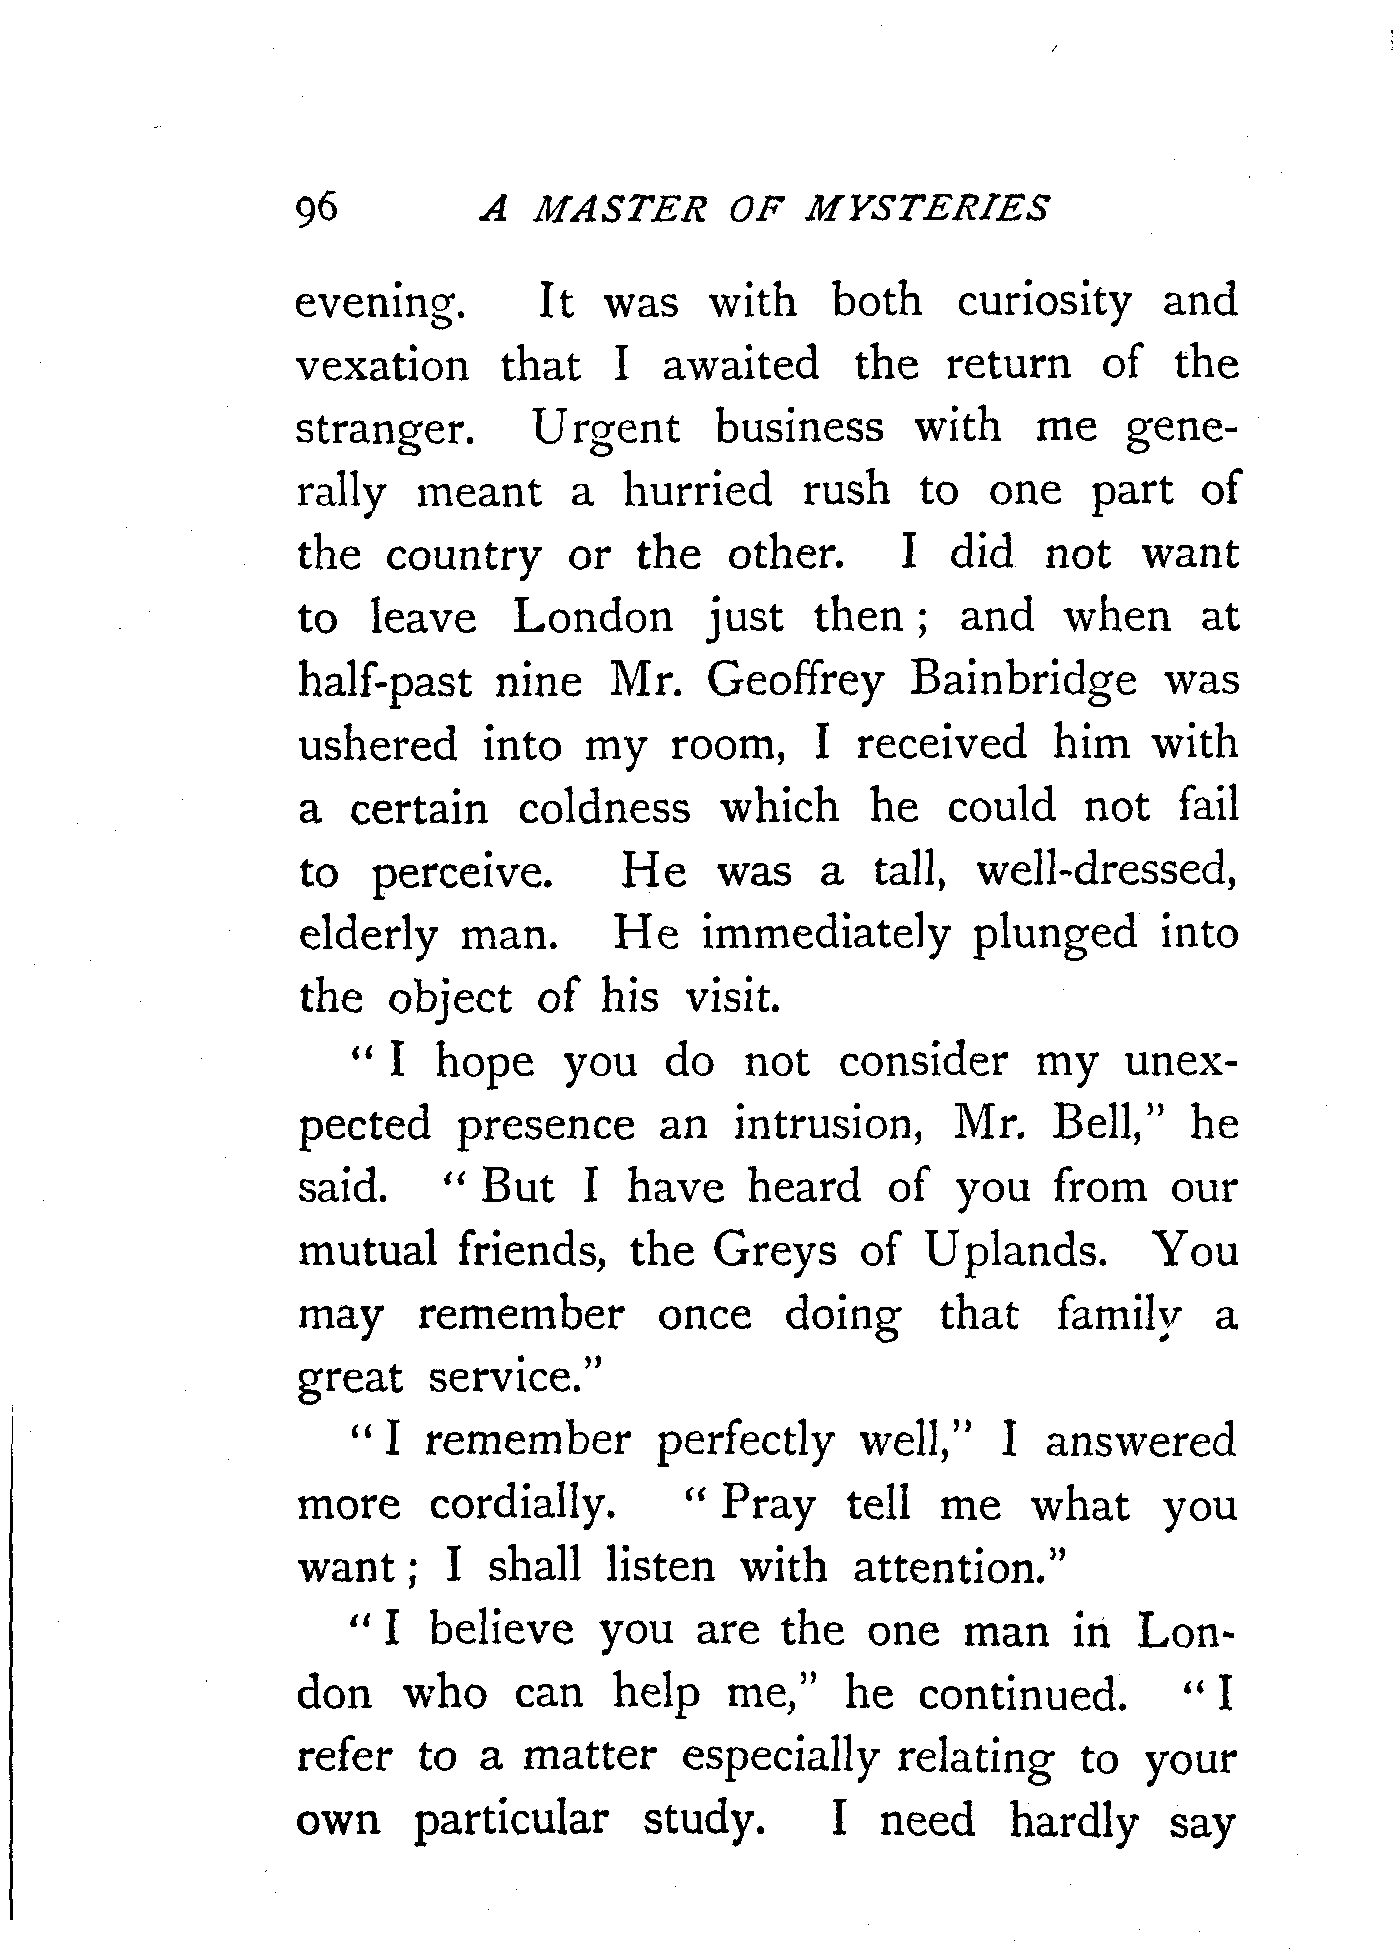 96 A MASTER OF MYSTERIES
evening. It was with both curiosity and
vexation that I awaited the return of the
stranger. Urgent business with me gene-
rally meant a hurried rush to one part of
the country or the other. I did not want
to leave London just then; and when at
half-past nine Mr. Geoffrey Bainbridge was
ushered into my room, I received him with
a certain coldness which he could not fail
to perceive. He was a tall, well-dressed,
elderly man. He immediately plunged into
the object of his visit.
"I hope you do not consider my unex-
pected presence an intrusion, Mr. Bell," he
said. "But I have heard of you from our
mutual friends, the Greys of Uplands. You
may remember once doing that family a
great service."
"I remember perfectly well," I answered
more cordially. "Pray tell me what you
want; I shall listen with attention."
"I believe you are the one man in Lon-
don who can help me," he continued. "I
refer to a matter especially relating to your
own particular study. I need hardly say